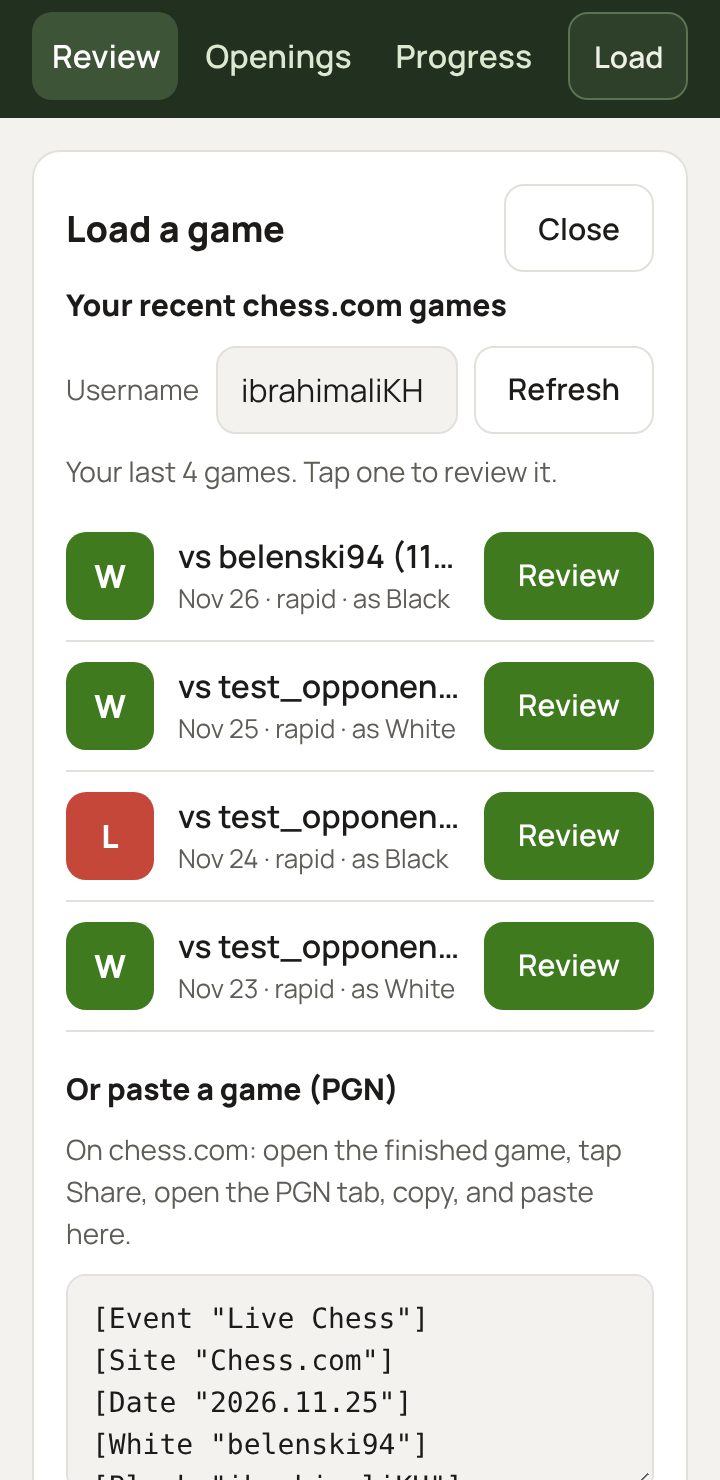 Review Openings Progress Load
Load a game
Close
Your recent chess.com games
Username ibrahimaliKH Refresh
Your last 4 games. Tap one to review it.
W vs belenski94 (11... Review
Nov 26 · rapid · as Black
W vs test_opponen... Review
Nov 25 · rapid · as White
L vs test_opponen... Review
Nov 24 · rapid · as Black
W vs test_opponen... Review
Nov 23 · rapid · as White
Or paste a game (PGN)
On chess.com: open the finished game, tap
Share, open the PGN tab, copy, and paste
here.
[Event "Live Chess"]
[Site "Chess.com"]
[Date "2026.11.25"]
[White "belenski94"]